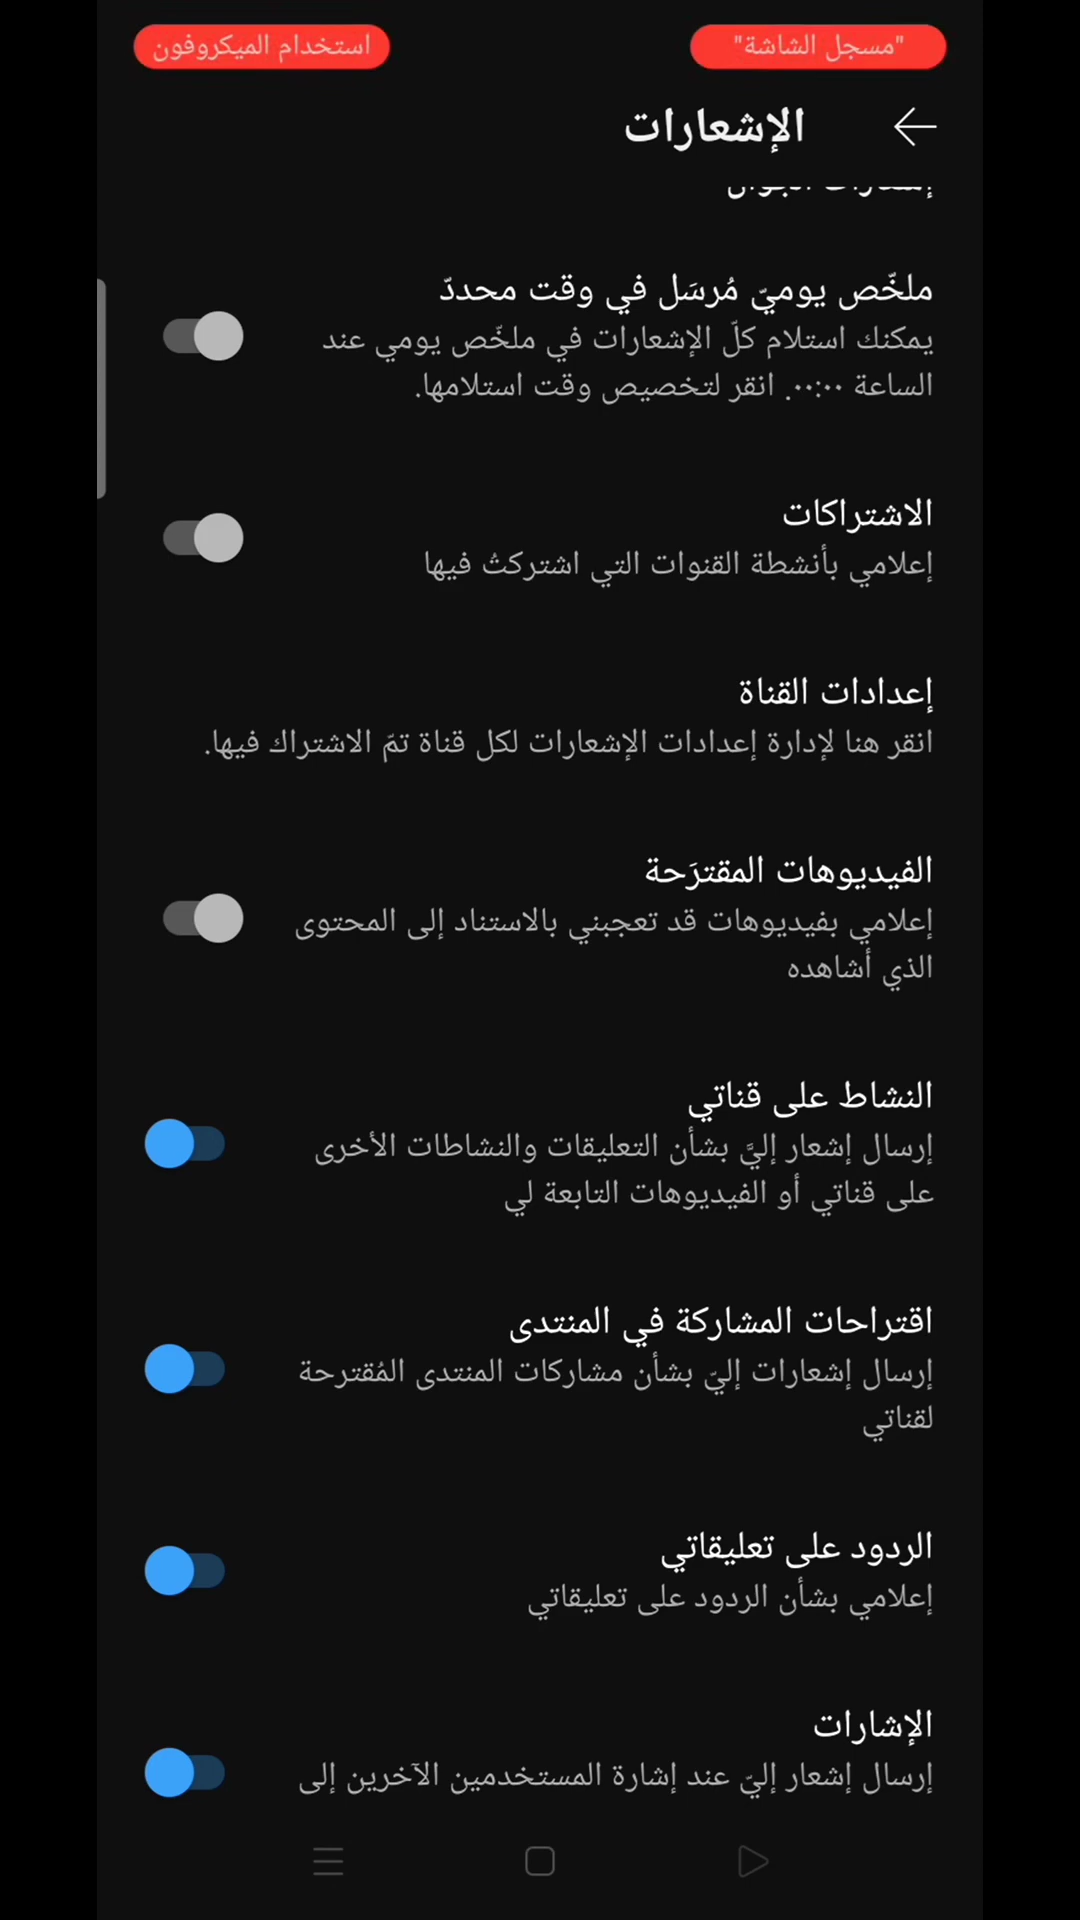 "مسجل الشاشة"
استخدام الميكروفون
الإشعارات
ملخّص يوميّ مُرسَل في وقت محددّ
يمكنك استلام كلّ الإشعارات في ملخّص يومي عند
الساعة ٠٠:٠٠. انقر لتخصيص وقت استلامها.
الاشتراكات
إعلامي بأنشطة القنوات التي اشتركتُ فيها
إعدادات القناة
انقر هنا لإدارة إعدادات الإشعارات لكل قناة تمّ الاشتراك فيها.
الفيديوهات المقترَحة
إعلامي بفيديوهات قد تعجبني بالاستناد إلى المحتوى
الذي أشاهده
النشاط على قناتي
إرسال إشعار إليَّ بشأن التعليقات والنشاطات الأخرى
على قناتي أو الفيديوهات التابعة لي
اقتراحات المشاركة في المنتدى
إرسال إشعارات إليّ بشأن مشاركات المنتدى المُقترحة
لقناتي
الردود على تعليقاتي
إعلامي بشأن الردود على تعليقاتي
الإشارات
إرسال إشعار إليّ عند إشارة المستخدمين الآخرين إلى